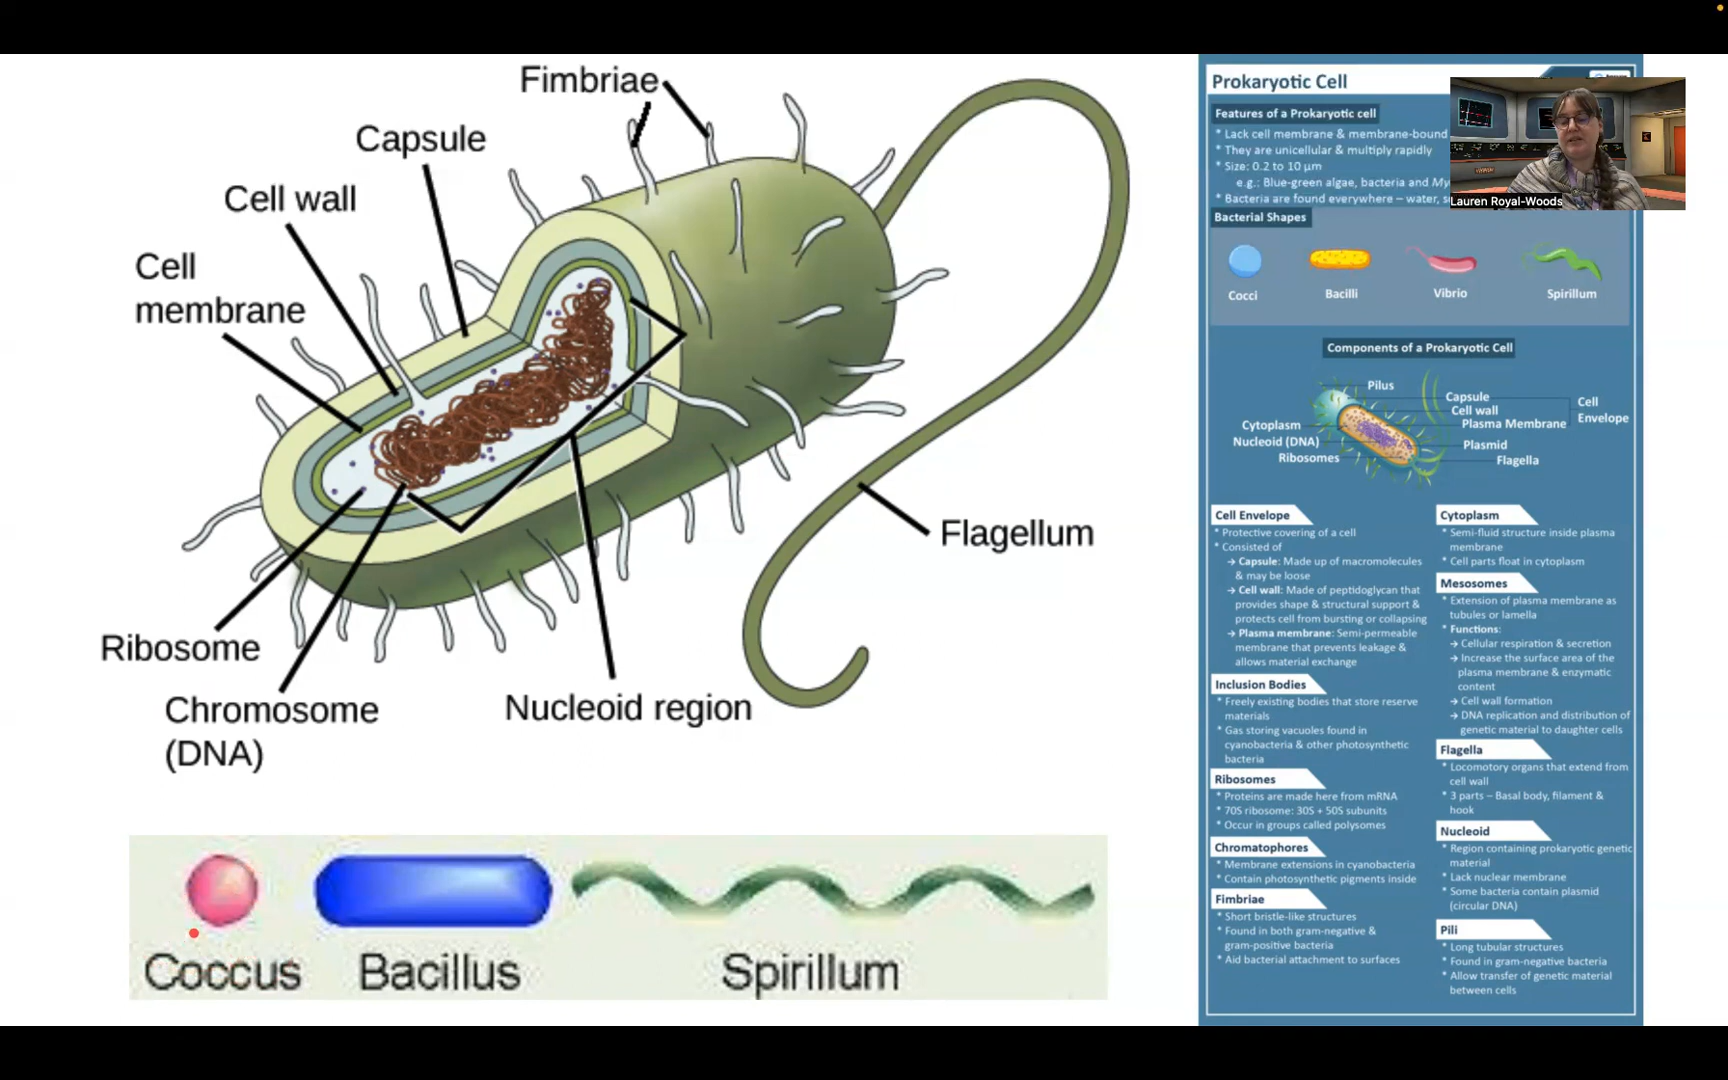 Fimbriae
Capsule
Cell wall
Cell
membrane
Ribosome
Chromosome
(DNA)
Nucleoid region
Flagellum
Coccus
Bacillus
Spirillum
Prokaryotic Cell
Features of a Prokaryotic cell
* Lack cell membrane & membrane-bound
* They are unicellular & multiply rapidly
* Size: 0.2 to 10 µm
e.g.: Blue-green algae, bacteria and My
* Bacteria are found everywhere – water, s
Lauren Royal-Woods
Bacterial Shapes
Cocci
Bacilli
Vibrio
Spirillum
Components of a Prokaryotic Cell
Pilus
Capsule
Cell wall
Plasma Membrane
Cell
Envelope
Cytoplasm
Nucleoid (DNA)
Ribosomes
Plasmid
Flagella
Cell Envelope
* Protective covering of a cell
* Consisted of
→ Capsule: Made up of macromolecules
& may be loose
→ Cell wall: Made of peptidoglycan that
provides shape & structural support &
protects cell from bursting or collapsing
→ Plasma membrane: Semi-permeable
membrane that prevents leakage &
allows material exchange
Inclusion Bodies
* Freely existing bodies that store reserve
materials
* Gas storing vacuoles found in
cyanobacteria & other photosynthetic
bacteria
Ribosomes
* Proteins are made here from mRNA
* 70S ribosome: 30S + 50S subunits
* Occur in groups called polysomes
Chromatophores
* Membrane extensions in cyanobacteria
* Contain photosynthetic pigments inside
Fimbriae
* Short bristle-like structures
* Found in both gram-negative &
gram-positive bacteria
* Aid bacterial attachment to surfaces
Cytoplasm
* Semi-fluid structure inside plasma
membrane
* Cell parts float in cytoplasm
Mesosomes
* Extension of plasma membrane as
tubules or lamella
* Functions:
→ Cellular respiration & secretion
→ Increase the surface area of the
plasma membrane & enzymatic
content
→ Cell wall formation
→ DNA replication and distribution of
genetic material to daughter cells
Flagella
* Locomotory organs that extend from
cell wall
* 3 parts – Basal body, filament &
hook
Nucleoid
* Region containing prokaryotic genetic
material
* Lack nuclear membrane
* Some bacteria contain plasmid
(circular DNA)
Pili
* Long tubular structures
* Found in gram-negative bacteria
* Allow transfer of genetic material
between cells